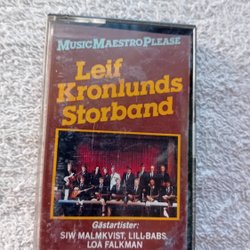 MUSIC MAESTRO PLEASE
Leif
Kronlunds
Storband
Gästartister:
SIW MALMKVIST, LILL-BABS,
LOA FALKMAN